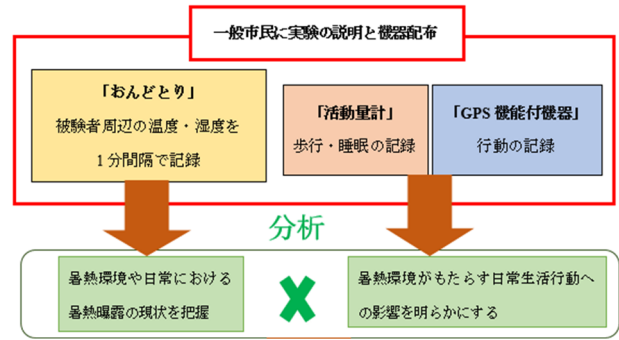 一般市民に実験の説明と機器配布
「おんどとり」
被験者周辺の温度・湿度を
1分間隔で記録
「活動量計」
歩行・睡眠の記録
「GPS機能付機器」
行動の記録
分析
暑熱環境や日常における
暑熱曝露の現状を把握
暑熱環境がもたらす日常生活行動へ
の影響を明らかにする